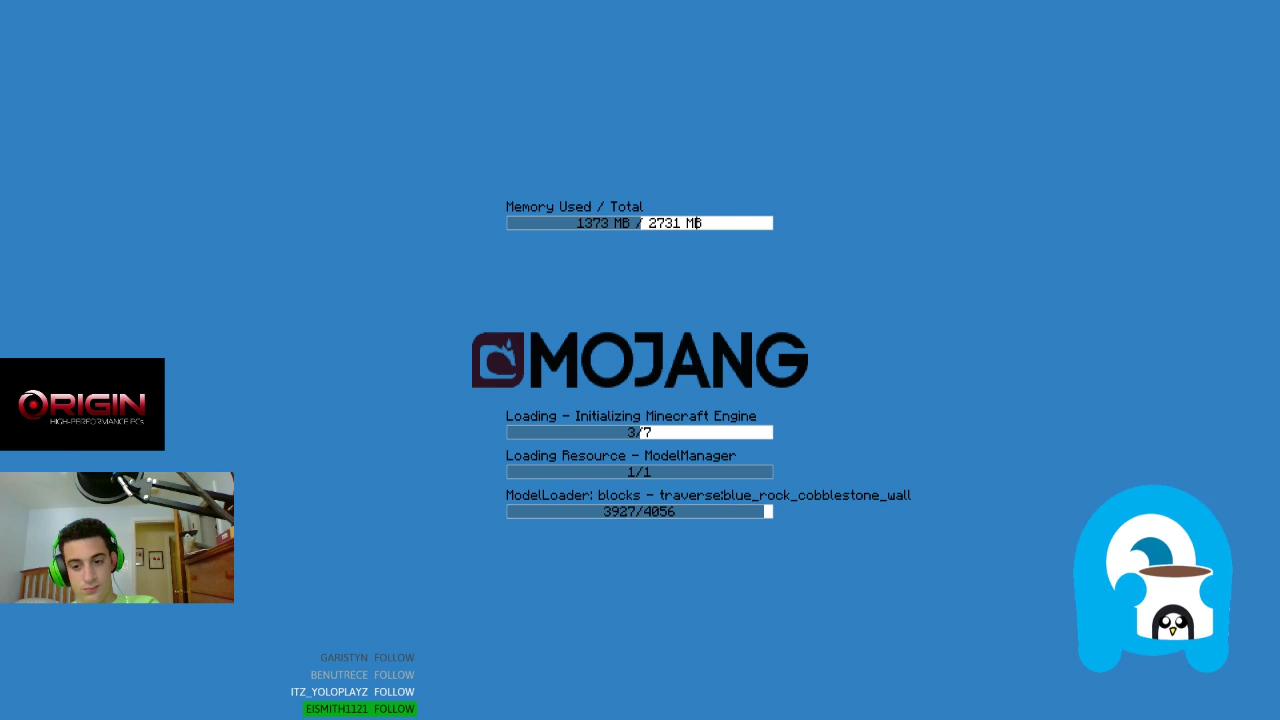 Memory Used / Total
1373 MB / 2731 MB
MOJANG
Loading - Initializing Minecraft Engine
3/7
Loading Resource - ModelManager
1/1
ModelLoader: blocks - traverse:blue_rock_cobblestone_wall
3927/4056
ORIGIN
HIGH-PERFORMANCE PCs
GARISTYN FOLLOW
BENUTRECE FOLLOW
ITZ_YOLOPLAYZ FOLLOW
EISMITH1121 FOLLOW